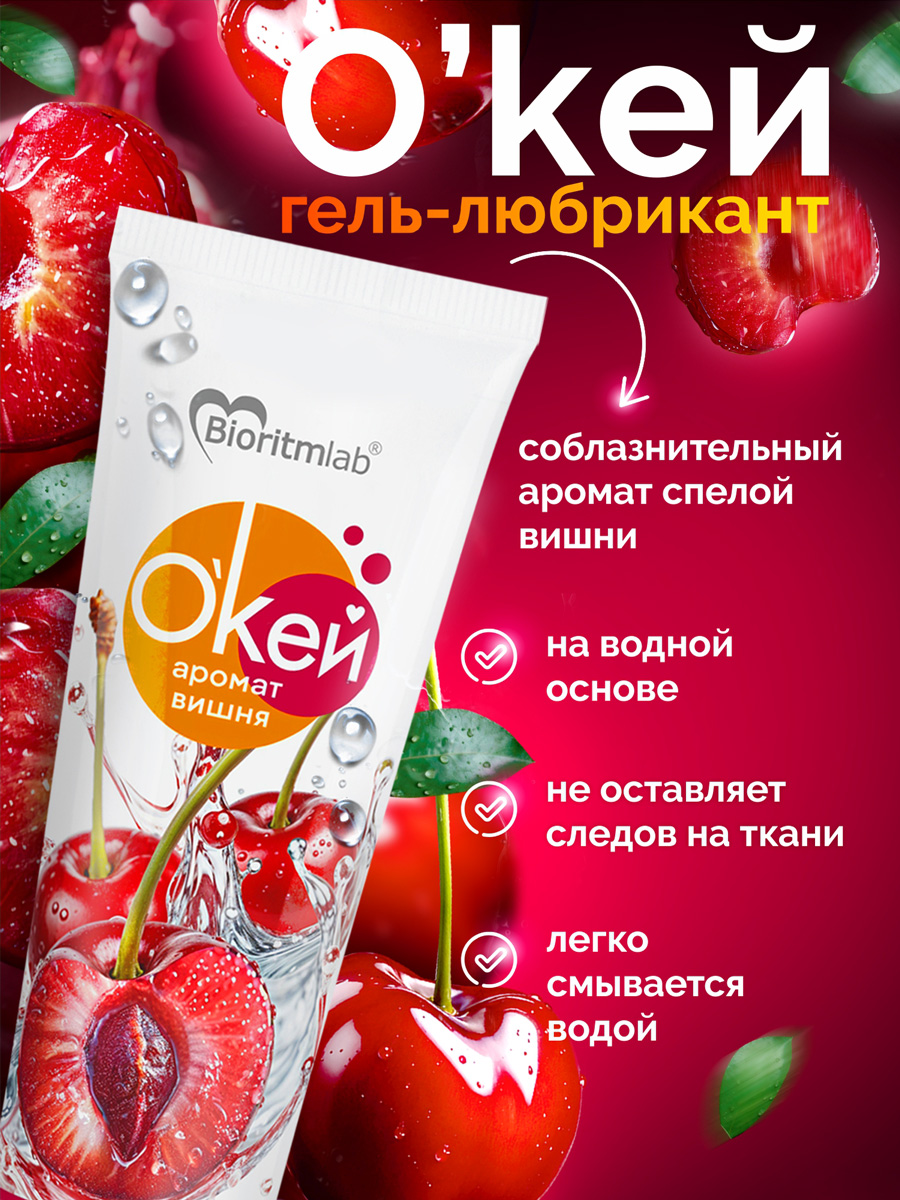 О'кей
гель-любрикант
соблазнительный
аромат спелой
вишни
Bioritmlab®
О'кей
аромат
вишня
на водной
основе
не оставляет
следов на ткани
легко
смывается
водой